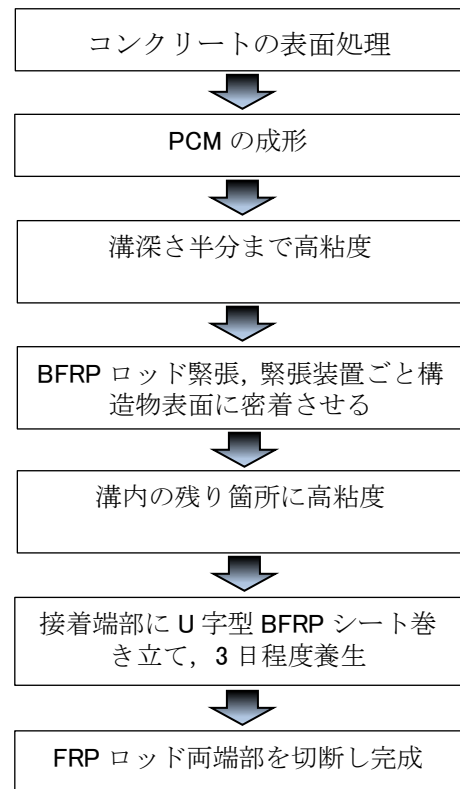 コンクリートの表面処理
PCM の成形
溝深さ半分まで高粘度
BFRP ロッド緊張, 緊張装置ごと構
造物表面に密着させる
溝内の残り箇所に高粘度
接着端部に U 字型 BFRP シート巻
き立て，3 日程度養生
FRP ロッド両端部を切断し完成